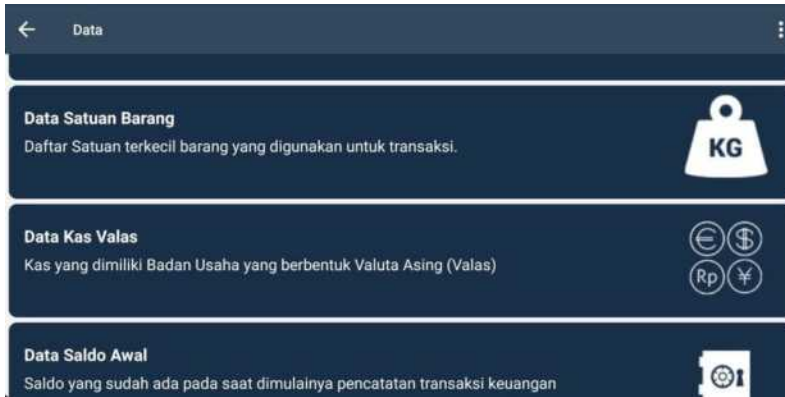 Data
Data Satuan Barang
Daftar Satuan terkecil barang yang digunakan untuk transaksi.
KG
Data Kas Valas
Kas yang dimiliki Badan Usaha yang berbentuk Valuta Asing (Valas)
€ $
Rp ¥
Data Saldo Awal
Saldo yang sudah ada pada saat dimulainya pencatatan transaksi keuangan